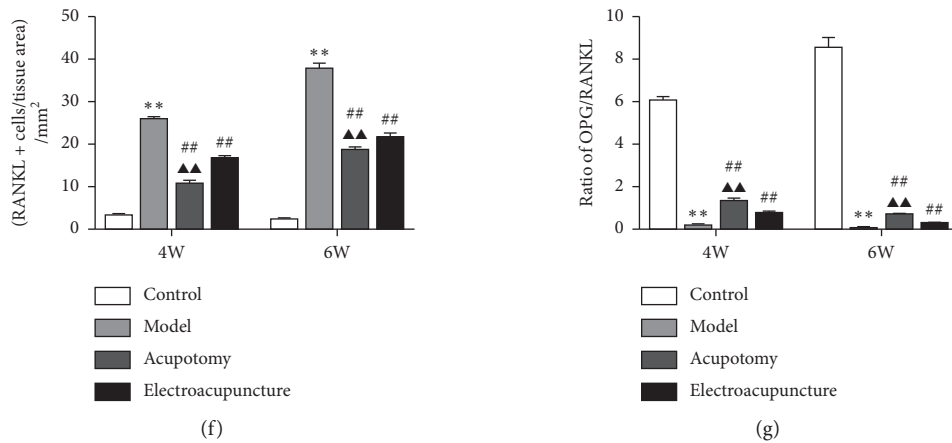 (RANKL + cells/tissue area)
/mm²
50
40
30
20
10
0
**
##
▲▲
##
**
##
▲▲
##
4W
6W
Control
Model
Acupotomy
Electroacupuncture
(f)
Ratio of OPG/RANKL
10
8
6
4
2
0
**
##
▲▲
##
**
##
▲▲
##
4W
6W
Control
Model
Acupotomy
Electroacupuncture
(g)